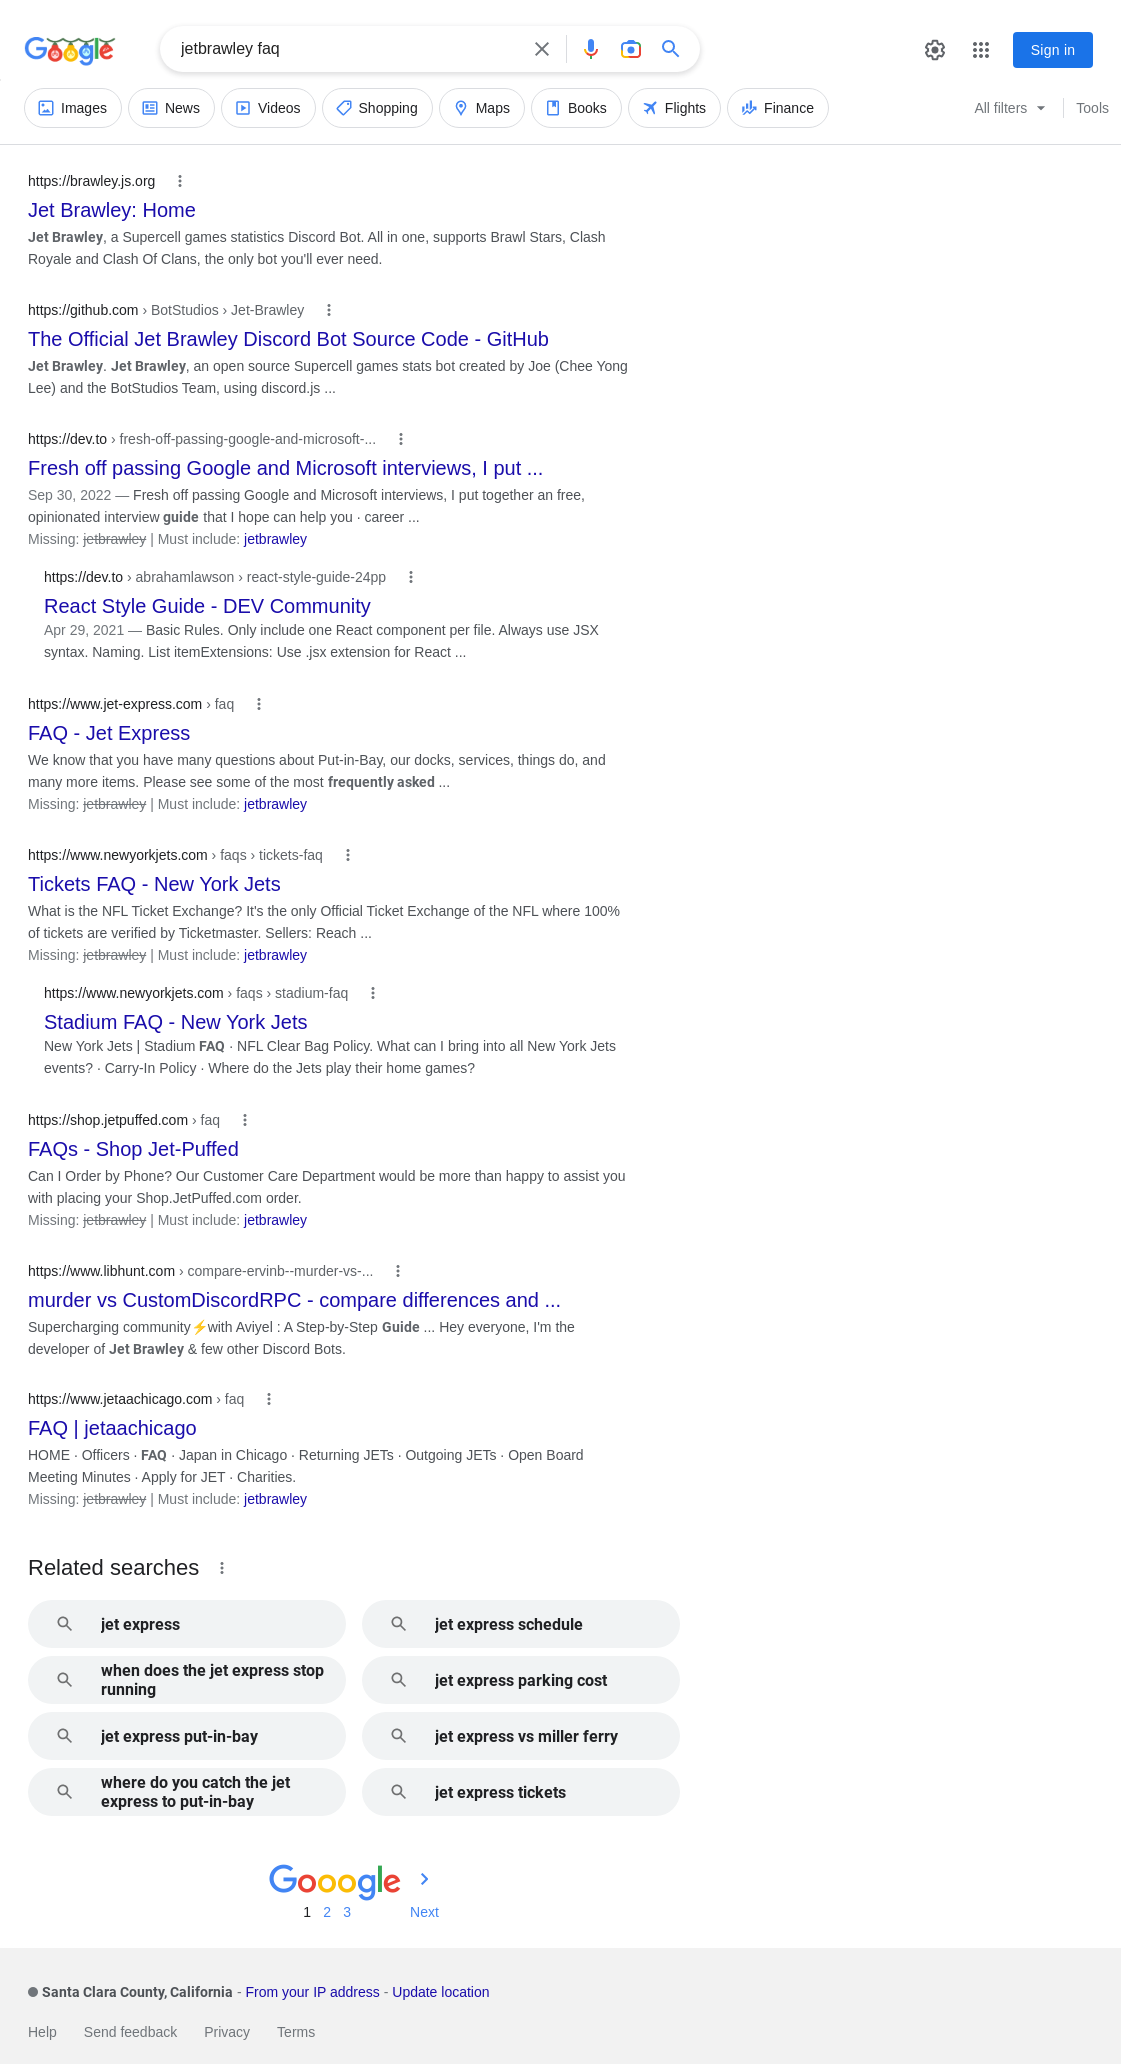 Google
jetbrawley faq
Sign in
Images
News
Videos
Shopping
Maps
Books
Flights
Finance
All filters
Tools
https://brawley.js.org
Jet Brawley: Home
Jet Brawley, a Supercell games statistics Discord Bot. All in one, supports Brawl Stars, Clash
Royale and Clash Of Clans, the only bot you'll ever need.
https://github.com › BotStudios › Jet-Brawley
The Official Jet Brawley Discord Bot Source Code - GitHub
Jet Brawley. Jet Brawley, an open source Supercell games stats bot created by Joe (Chee Yong
Lee) and the BotStudios Team, using discord.js ...
https://dev.to › fresh-off-passing-google-and-microsoft-...
Fresh off passing Google and Microsoft interviews, I put ...
Sep 30, 2022 — Fresh off passing Google and Microsoft interviews, I put together an free,
opinionated interview guide that I hope can help you · career ...
Missing: jetbrawley | Must include: jetbrawley
https://dev.to › abrahamlawson › react-style-guide-24pp
React Style Guide - DEV Community
Apr 29, 2021 — Basic Rules. Only include one React component per file. Always use JSX
syntax. Naming. List itemExtensions: Use .jsx extension for React ...
https://www.jet-express.com › faq
FAQ - Jet Express
We know that you have many questions about Put-in-Bay, our docks, services, things do, and
many more items. Please see some of the most frequently asked ...
Missing: jetbrawley | Must include: jetbrawley
https://www.newyorkjets.com › faqs › tickets-faq
Tickets FAQ - New York Jets
What is the NFL Ticket Exchange? It's the only Official Ticket Exchange of the NFL where 100%
of tickets are verified by Ticketmaster. Sellers: Reach ...
Missing: jetbrawley | Must include: jetbrawley
https://www.newyorkjets.com › faqs › stadium-faq
Stadium FAQ - New York Jets
New York Jets | Stadium FAQ · NFL Clear Bag Policy. What can I bring into all New York Jets
events? · Carry-In Policy · Where do the Jets play their home games?
https://shop.jetpuffed.com › faq
FAQs - Shop Jet-Puffed
Can I Order by Phone? Our Customer Care Department would be more than happy to assist you
with placing your Shop.JetPuffed.com order.
Missing: jetbrawley | Must include: jetbrawley
https://www.libhunt.com › compare-ervinb--murder-vs-...
murder vs CustomDiscordRPC - compare differences and ...
Supercharging community⚡with Aviyel : A Step-by-Step Guide ... Hey everyone, I'm the
developer of Jet Brawley & few other Discord Bots.
https://www.jetaachicago.com › faq
FAQ | jetaachicago
HOME · Officers · FAQ · Japan in Chicago · Returning JETs · Outgoing JETs · Open Board
Meeting Minutes · Apply for JET · Charities.
Missing: jetbrawley | Must include: jetbrawley
Related searches
jet express
jet express schedule
when does the jet express stop
running
jet express parking cost
jet express put-in-bay
jet express vs miller ferry
where do you catch the jet
express to put-in-bay
jet express tickets
Gooogle
1 2 3 Next
Santa Clara County, California - From your IP address - Update location
Help Send feedback Privacy Terms